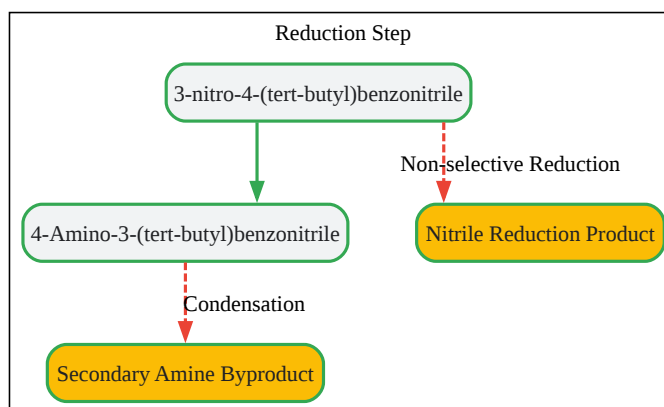 Reduction Step
3-nitro-4-(tert-butyl)benzonitrile
Non-selective Reduction
4-Amino-3-(tert-butyl)benzonitrile
Nitrile Reduction Product
Condensation
Secondary Amine Byproduct